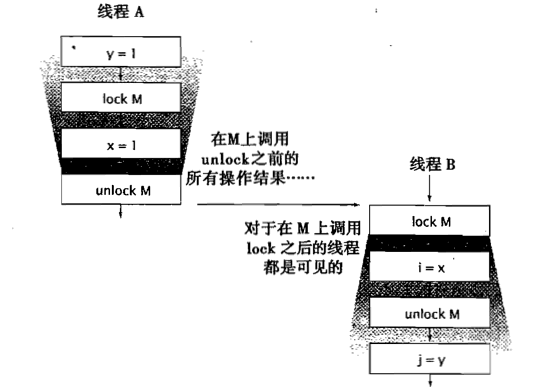 线程 A
y = 1
lock M
x = 1
unlock M
在M上调用
unlock之前的
所有操作结果……
线程 B
对于在 M 上调用
lock 之后的线程
都是可见的
lock M
i = x
unlock M
j = y